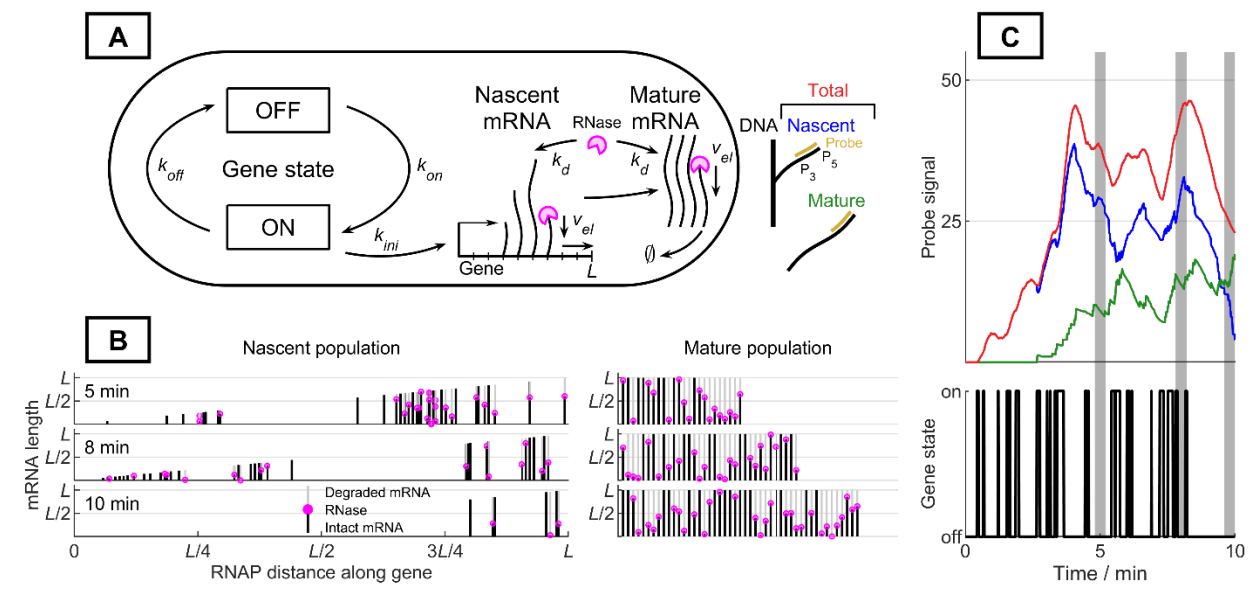 A
OFF
Gene state
ON
k_off
k_on
k_ini
Nascent
mRNA
RNase
Mature
mRNA
k_d
k_d
v_el
v_el
Gene
L
(∅)
Total
DNA
Nascent
Probe
P_3
P_5
Mature
B
Nascent population
Mature population
mRNA length
L
L/2
5 min
L
L/2
8 min
L
L/2
10 min
Degraded mRNA
RNase
Intact mRNA
0
L/4
L/2
3L/4
L
RNAP distance along gene
L
L/2
L
L/2
L
L/2
C
Probe signal
50
25
Gene state
on
off
0
5
10
Time / min